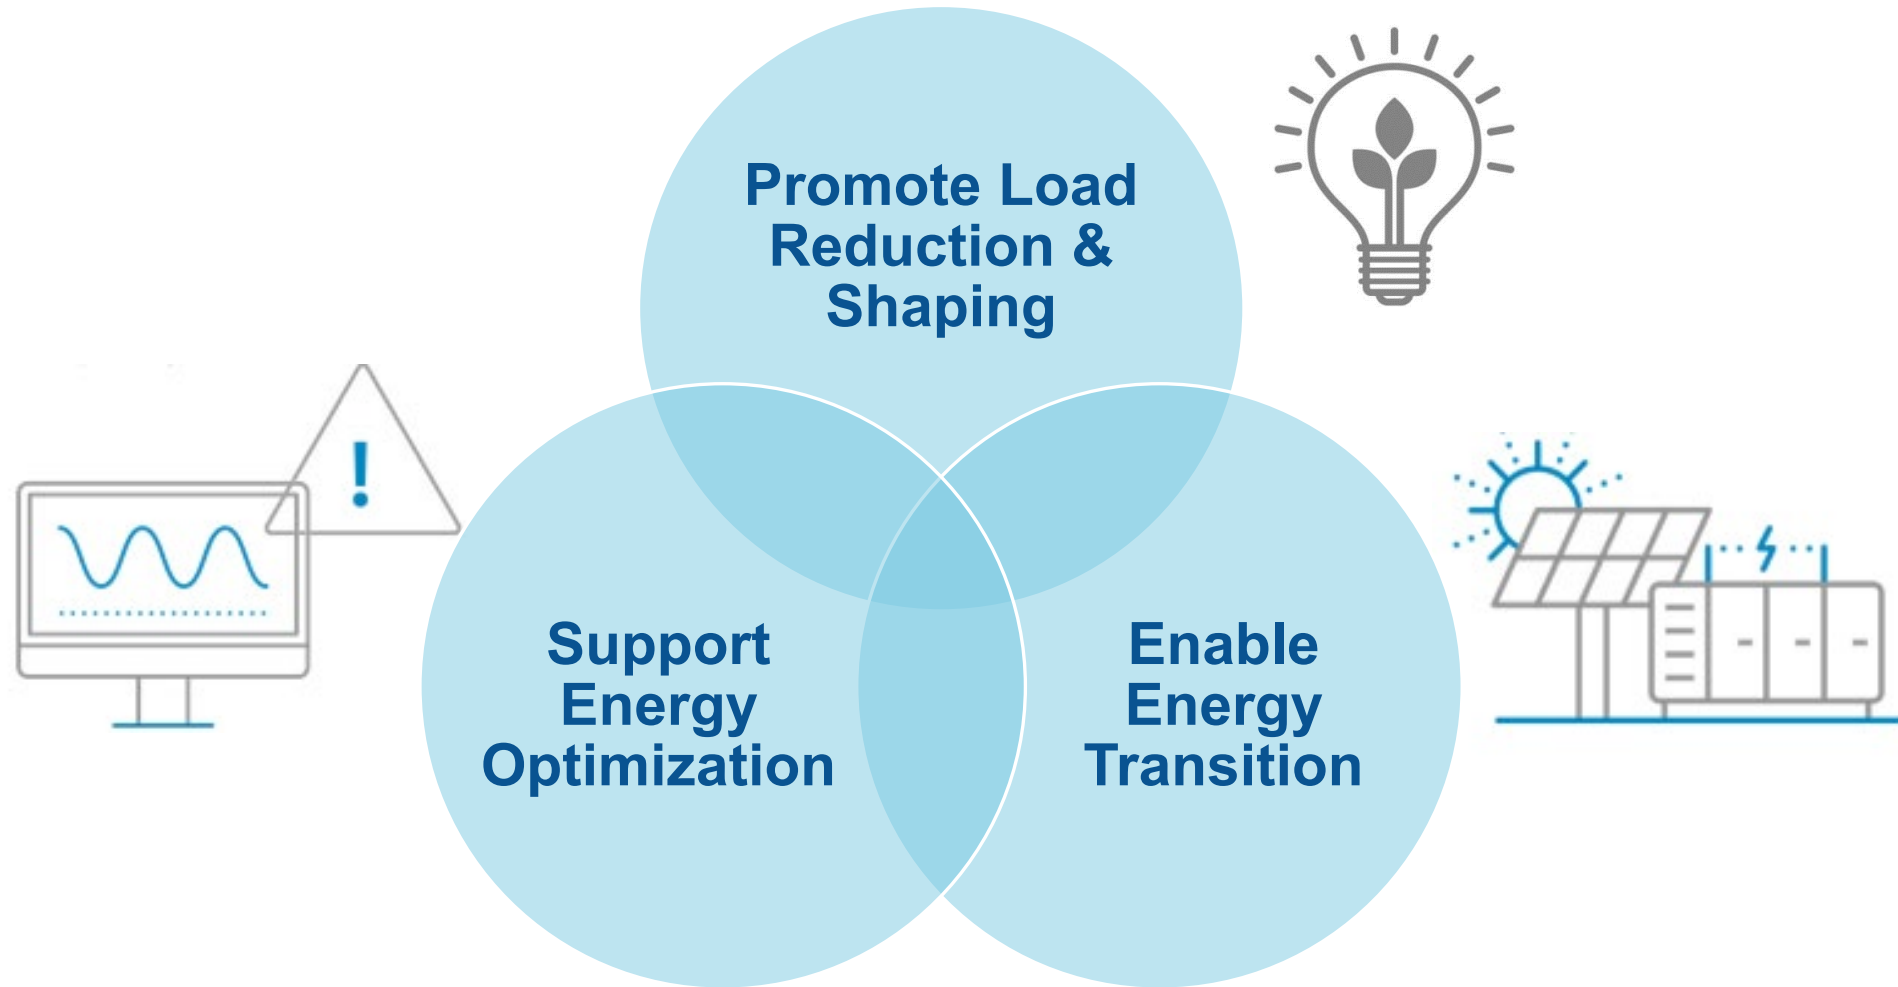 Promote Load
Reduction &
Shaping
!
Support
Energy
Optimization
Enable
Energy
Transition